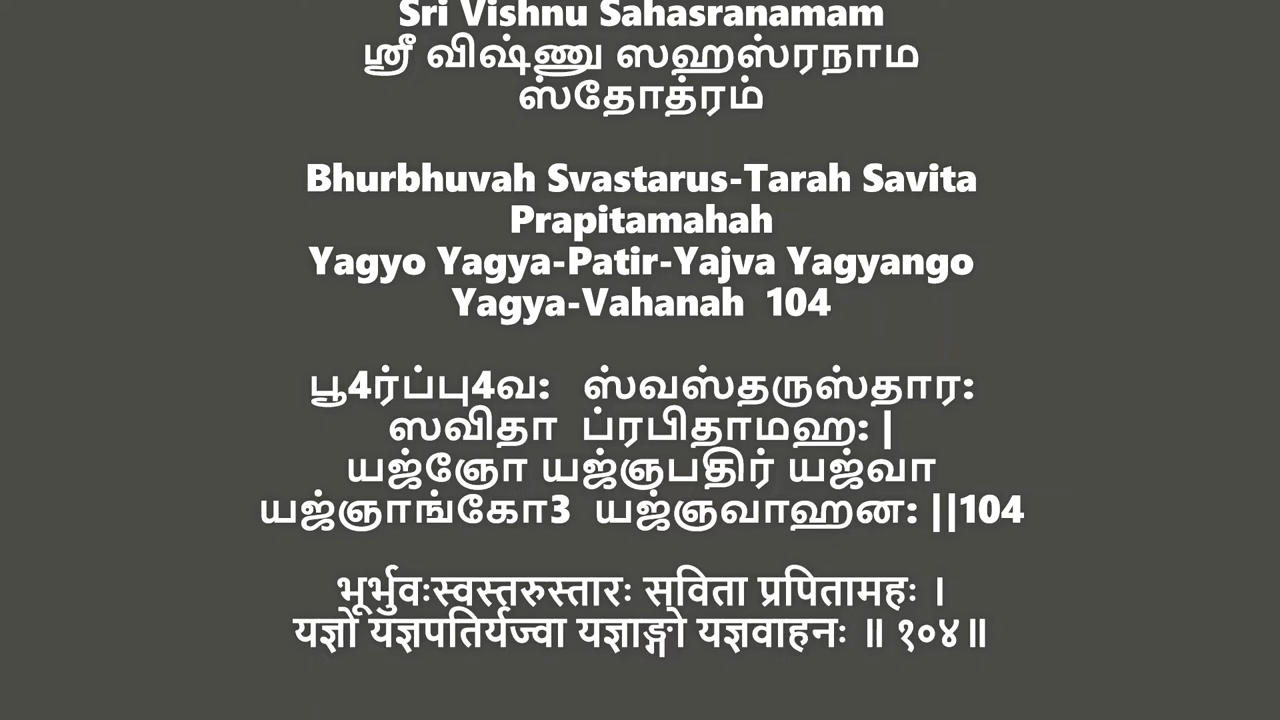 Sri Vishnu Sahasranamam
ஸ்ரீ விஷ்ணு ஸஹஸ்ரநாம
ஸ்தோத்ரம்
Bhurbhuvah Svastarus-Tarah Savita
Prapitamahah
Yagyo Yagya-Patir-Yajva Yagyango
Yagya-Vahanah 104
பூ4ர்ப்பு4வ: ஸ்வஸ்தருஸ்தார:
ஸவிதா ப்ரபிதாமஹ: |
யஜ்ஞோ யஜ்ஞபதிர் யஜ்வா
யஜ்ஞாங்கோ3 யஜ்ஞவாஹன: ||104
भूर्भुवःस्वस्तरुस्तारः सविता प्रपितामहः ।
यज्ञो यज्ञपतिर्यज्वा यज्ञाङ्गो यज्ञवाहनः ॥ १०४॥